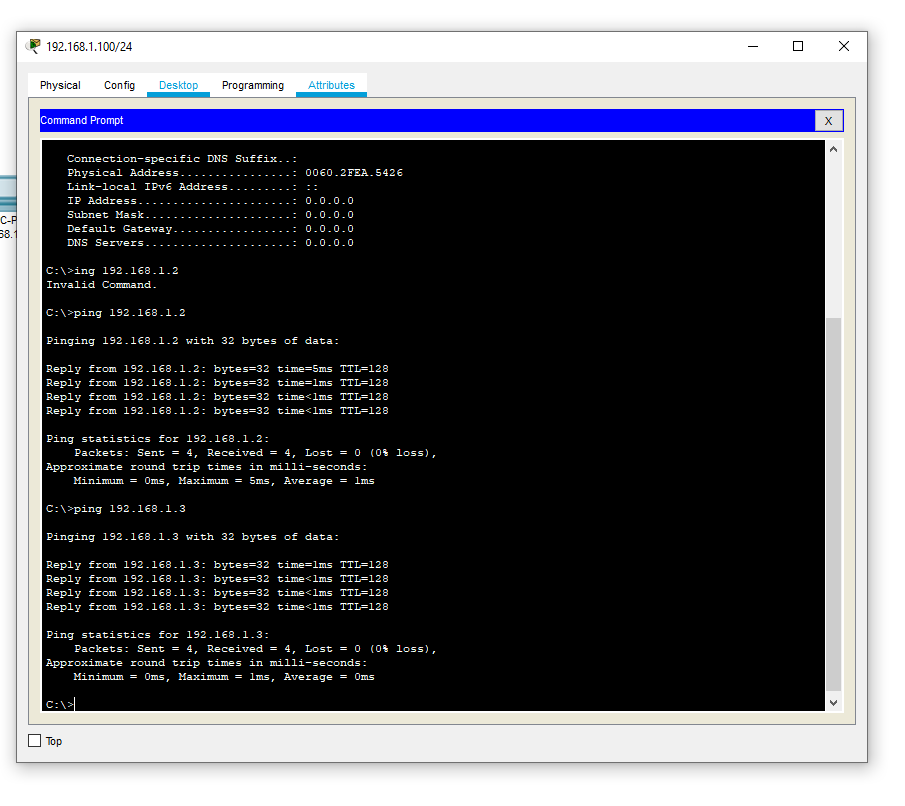 192.168.1.100/24
Physical Config Desktop Programming Attributes
Command Prompt X
Connection-specific DNS Suffix..:
Physical Address................: 0060.2FEA.5426
Link-local IPv6 Address.........: ::
IP Address......................: 0.0.0.0
Subnet Mask.....................: 0.0.0.0
Default Gateway.................: 0.0.0.0
DNS Servers.....................: 0.0.0.0
C:\>ing 192.168.1.2
Invalid Command.
C:\>ping 192.168.1.2
Pinging 192.168.1.2 with 32 bytes of data:
Reply from 192.168.1.2: bytes=32 time=5ms TTL=128
Reply from 192.168.1.2: bytes=32 time=1ms TTL=128
Reply from 192.168.1.2: bytes=32 time<1ms TTL=128
Reply from 192.168.1.2: bytes=32 time<1ms TTL=128
Ping statistics for 192.168.1.2:
Packets: Sent = 4, Received = 4, Lost = 0 (0% loss),
Approximate round trip times in milli-seconds:
Minimum = 0ms, Maximum = 5ms, Average = 1ms
C:\>ping 192.168.1.3
Pinging 192.168.1.3 with 32 bytes of data:
Reply from 192.168.1.3: bytes=32 time=1ms TTL=128
Reply from 192.168.1.3: bytes=32 time<1ms TTL=128
Reply from 192.168.1.3: bytes=32 time<1ms TTL=128
Reply from 192.168.1.3: bytes=32 time<1ms TTL=128
Ping statistics for 192.168.1.3:
Packets: Sent = 4, Received = 4, Lost = 0 (0% loss),
Approximate round trip times in milli-seconds:
Minimum = 0ms, Maximum = 1ms, Average = 0ms
C:\>
Top